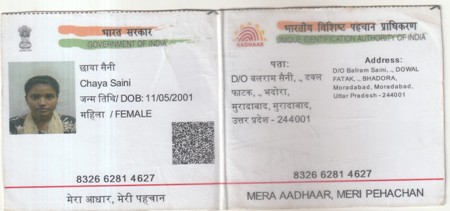 भारत सरकार
GOVERNMENT OF INDIA
छाया सैनी
Chaya Saini
जन्म तिथि/ DOB: 11/05/2001
महिला / FEMALE
8326 6281 4627
मेरा आधार, मेरी पहचान
भारतीय विशिष्ट पहचान प्राधिकरण
UNIQUE IDENTIFICATION AUTHORITY OF INDIA
AADHAAR
पता:
D/O बलराम सैनी, ., डवल
फाटक, ., भदोरा,
मुरादाबाद, मुरादाबाद,
उत्तर प्रदेश - 244001
Address:
D/O Balram Saini, ., DOWAL
FATAK, ., BHADORA,
Moradabad, Moradabad,
Uttar Pradesh - 244001
8326 6281 4627
MERA AADHAAR, MERI PEHACHAN